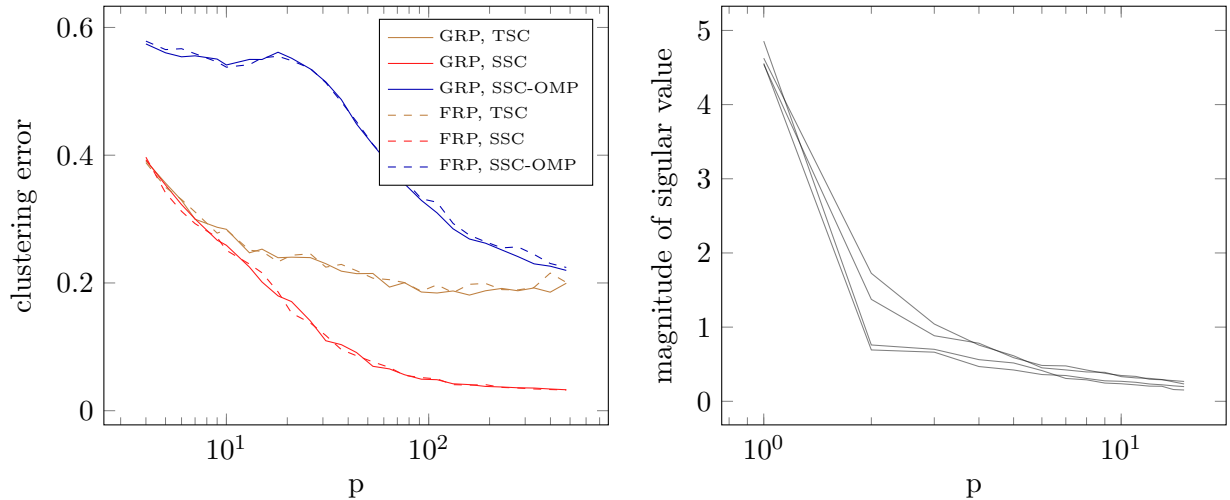 clustering error
0.6
0.4
0.2
0
10^1
10^2
p
GRP, TSC
GRP, SSC
GRP, SSC-OMP
FRP, TSC
FRP, SSC
FRP, SSC-OMP
magnitude of sigular value
5
4
3
2
1
0
10^0
10^1
p